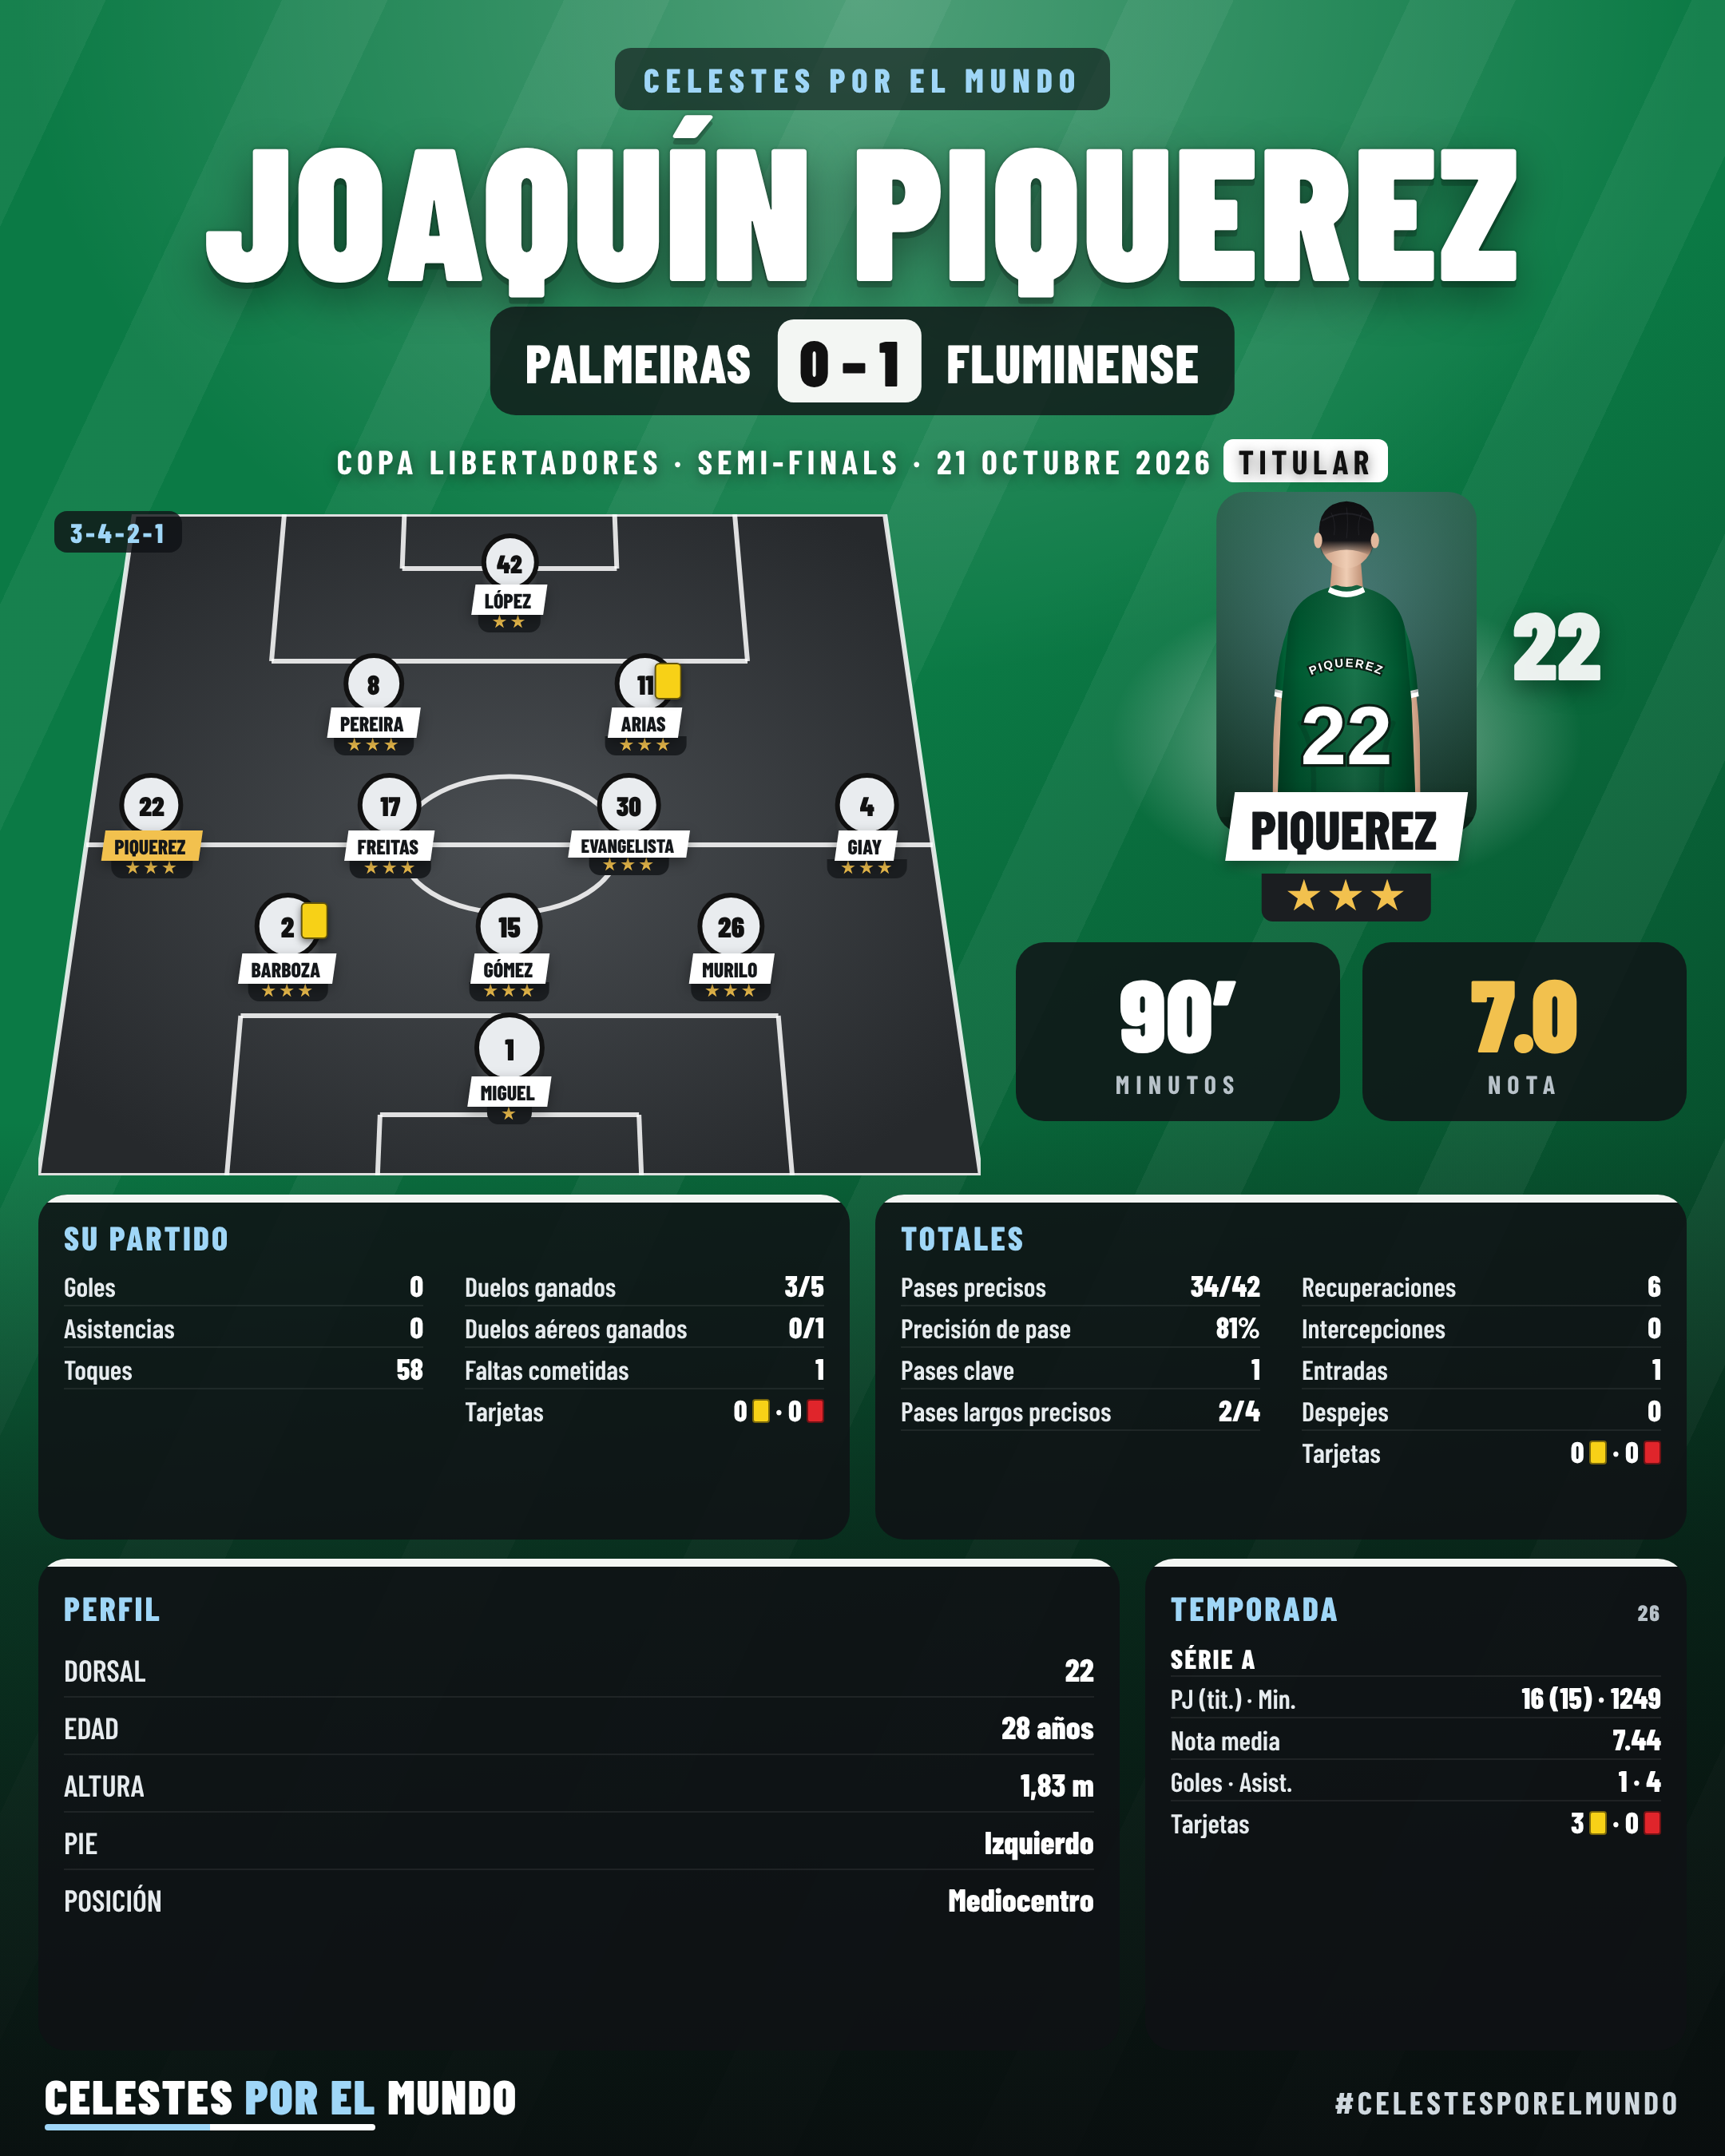 CELESTES POR EL MUNDO
JOAQUÍN PIQUEREZ
PALMEIRAS 0 - 1 FLUMINENSE
COPA LIBERTADORES · SEMI-FINALS · 21 OCTUBRE 2026 TITULAR
3-4-2-1
42
LÓPEZ
8
PEREIRA
11
ARIAS
22
PIQUEREZ
17
FREITAS
30
EVANGELISTA
4
GIAY
2
BARBOZA
15
GÓMEZ
26
MURILO
1
MIGUEL
PIQUEREZ
22
22
PIQUEREZ
90'
MINUTOS
7.0
NOTA
SU PARTIDO
Goles 0
Asistencias 0
Toques 58
Duelos ganados 3/5
Duelos aéreos ganados 0/1
Faltas cometidas 1
Tarjetas 0 · 0
TOTALES
Pases precisos 34/42
Precisión de pase 81%
Pases clave 1
Pases largos precisos 2/4
Recuperaciones 6
Intercepciones 0
Entradas 1
Despejes 0
Tarjetas 0 · 0
PERFIL
DORSAL 22
EDAD 28 años
ALTURA 1,83 m
PIE Izquierdo
POSICIÓN Mediocentro
TEMPORADA 26
SÉRIE A
PJ (tit.) · Min. 16 (15) · 1249
Nota media 7.44
Goles · Asist. 1 · 4
Tarjetas 3 · 0
CELESTES POR EL MUNDO
#CELESTESPORELMUNDO